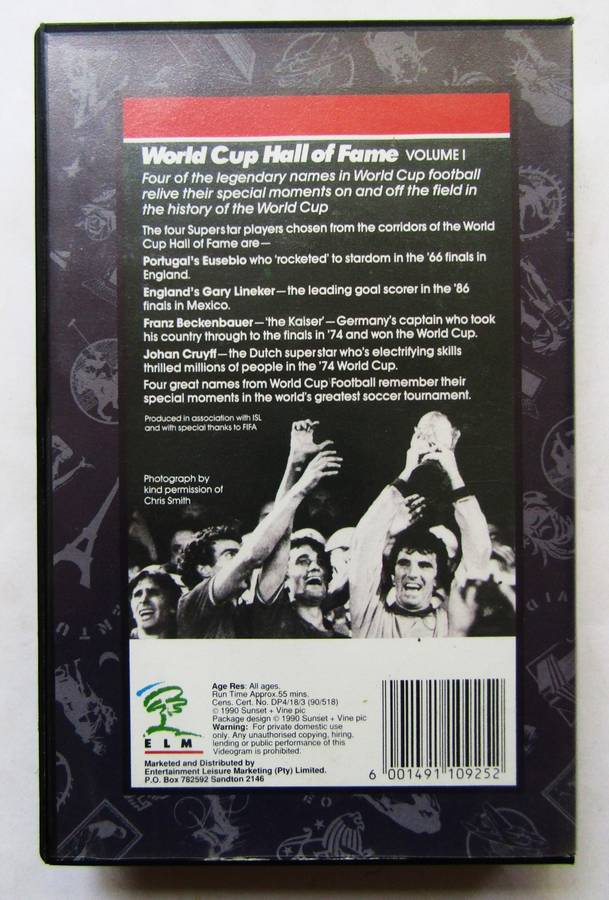 World Cup Hall of Fame VOLUME I
Four of the legendary names in World Cup football
relive their special moments on and off the field in
the history of the World Cup
The four Superstar players chosen from the corridors of the World
Cup Hall of Fame are—
Portugal's Eusebio who 'rocketed' to stardom in the '66 finals in
England.
England's Gary Lineker—the leading goal scorer in the '86
finals in Mexico.
Franz Beckenbauer—'the Kaiser'—Germany's captain who took
his country through to the finals in '74 and won the World Cup.
Johan Cruyff—the Dutch superstar who's electrifying skills
thrilled millions of people in the '74 World Cup.
Four great names from World Cup Football remember their
special moments in the world's greatest soccer tournament.
Produced in association with ISL
and with special thanks to FIFA
Photograph by
kind permission of
Chris Smith
ELM
Age Res: All ages.
Run Time Approx.55 mins.
Cens. Cert. No. DP4/18/3 (90/518)
© 1990 Sunset + Vine plc
Package design © 1990 Sunset + Vine plc
Warning: For private domestic use
only. Any unauthorised copying, hiring,
lending or public performance of this
Videogram is prohibited.
Marketed and Distributed by
Entertainment Leisure Marketing (Pty) Limited.
P.O. Box 782592 Sandton 2146
6 001491 109252